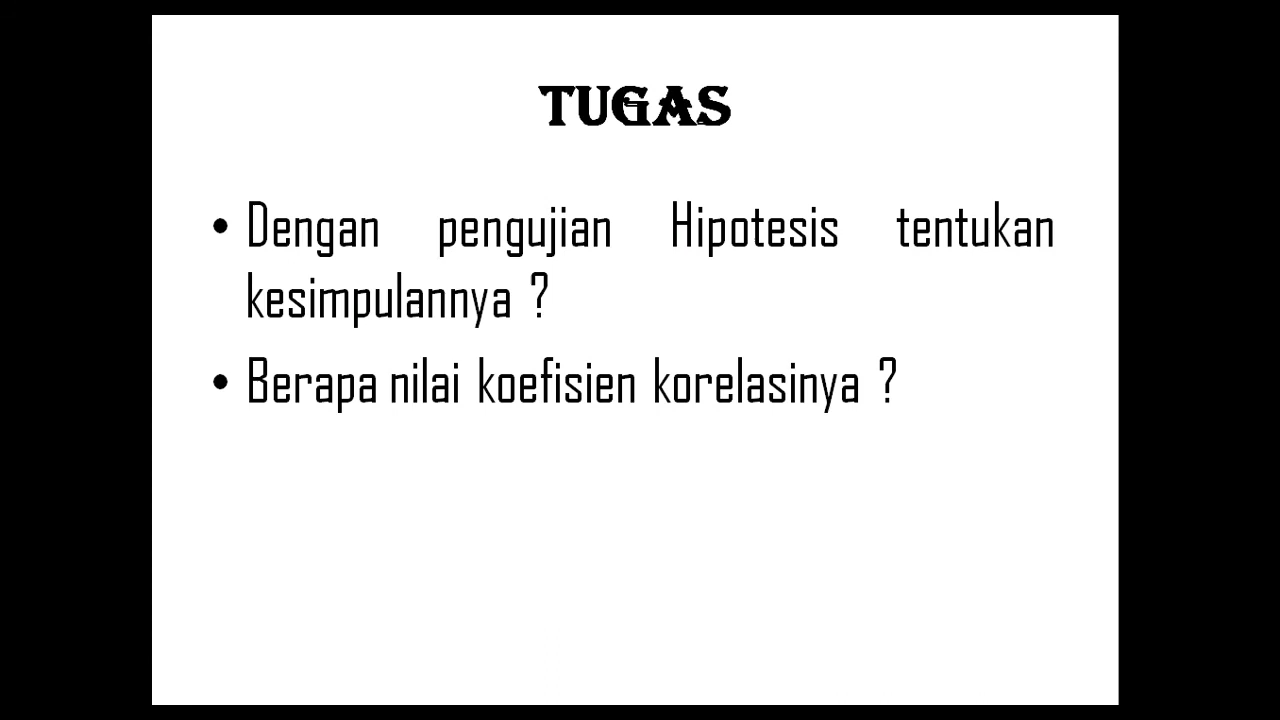 TUGAS
• Dengan pengujian Hipotesis tentukan
kesimpulannya ?
• Berapa nilai koefisien korelasinya ?